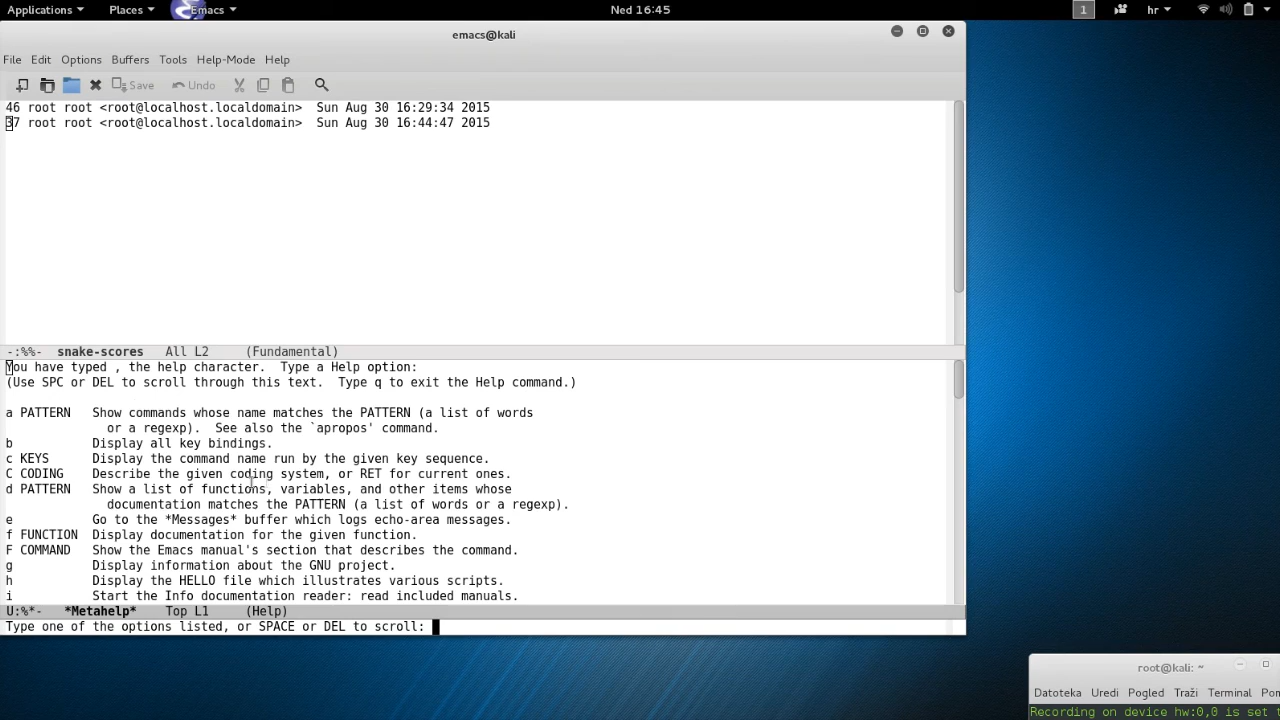 Applications Places Emacs Ned 16:45 1 hr
emacs@kali
File Edit Options Buffers Tools Help-Mode Help
Save Undo
46 root root <root@localhost.localdomain>  Sun Aug 30 16:29:34 2015
37 root root <root@localhost.localdomain>  Sun Aug 30 16:44:47 2015
-:%%-  snake-scores   All L2     (Fundamental)
You have typed , the help character.  Type a Help option:
(Use SPC or DEL to scroll through this text.  Type q to exit the Help command.)
a PATTERN   Show commands whose name matches the PATTERN (a list of words
              or a regexp).  See also the `apropos' command.
b           Display all key bindings.
c KEYS      Display the command name run by the given key sequence.
C CODING    Describe the given coding system, or RET for current ones.
d PATTERN   Show a list of functions, variables, and other items whose
              documentation matches the PATTERN (a list of words or a regexp).
e           Go to the *Messages* buffer which logs echo-area messages.
f FUNCTION  Display documentation for the given function.
F COMMAND   Show the Emacs manual's section that describes the command.
g           Display information about the GNU project.
h           Display the HELLO file which illustrates various scripts.
i           Start the Info documentation reader: read included manuals.
U:%*-  *Metahelp*    Top L1     (Help)
Type one of the options listed, or SPACE or DEL to scroll:
root@kali: ~
Datoteka Uredi Pogled Traži Terminal Pon
Recording on device hw:0,0 is set t